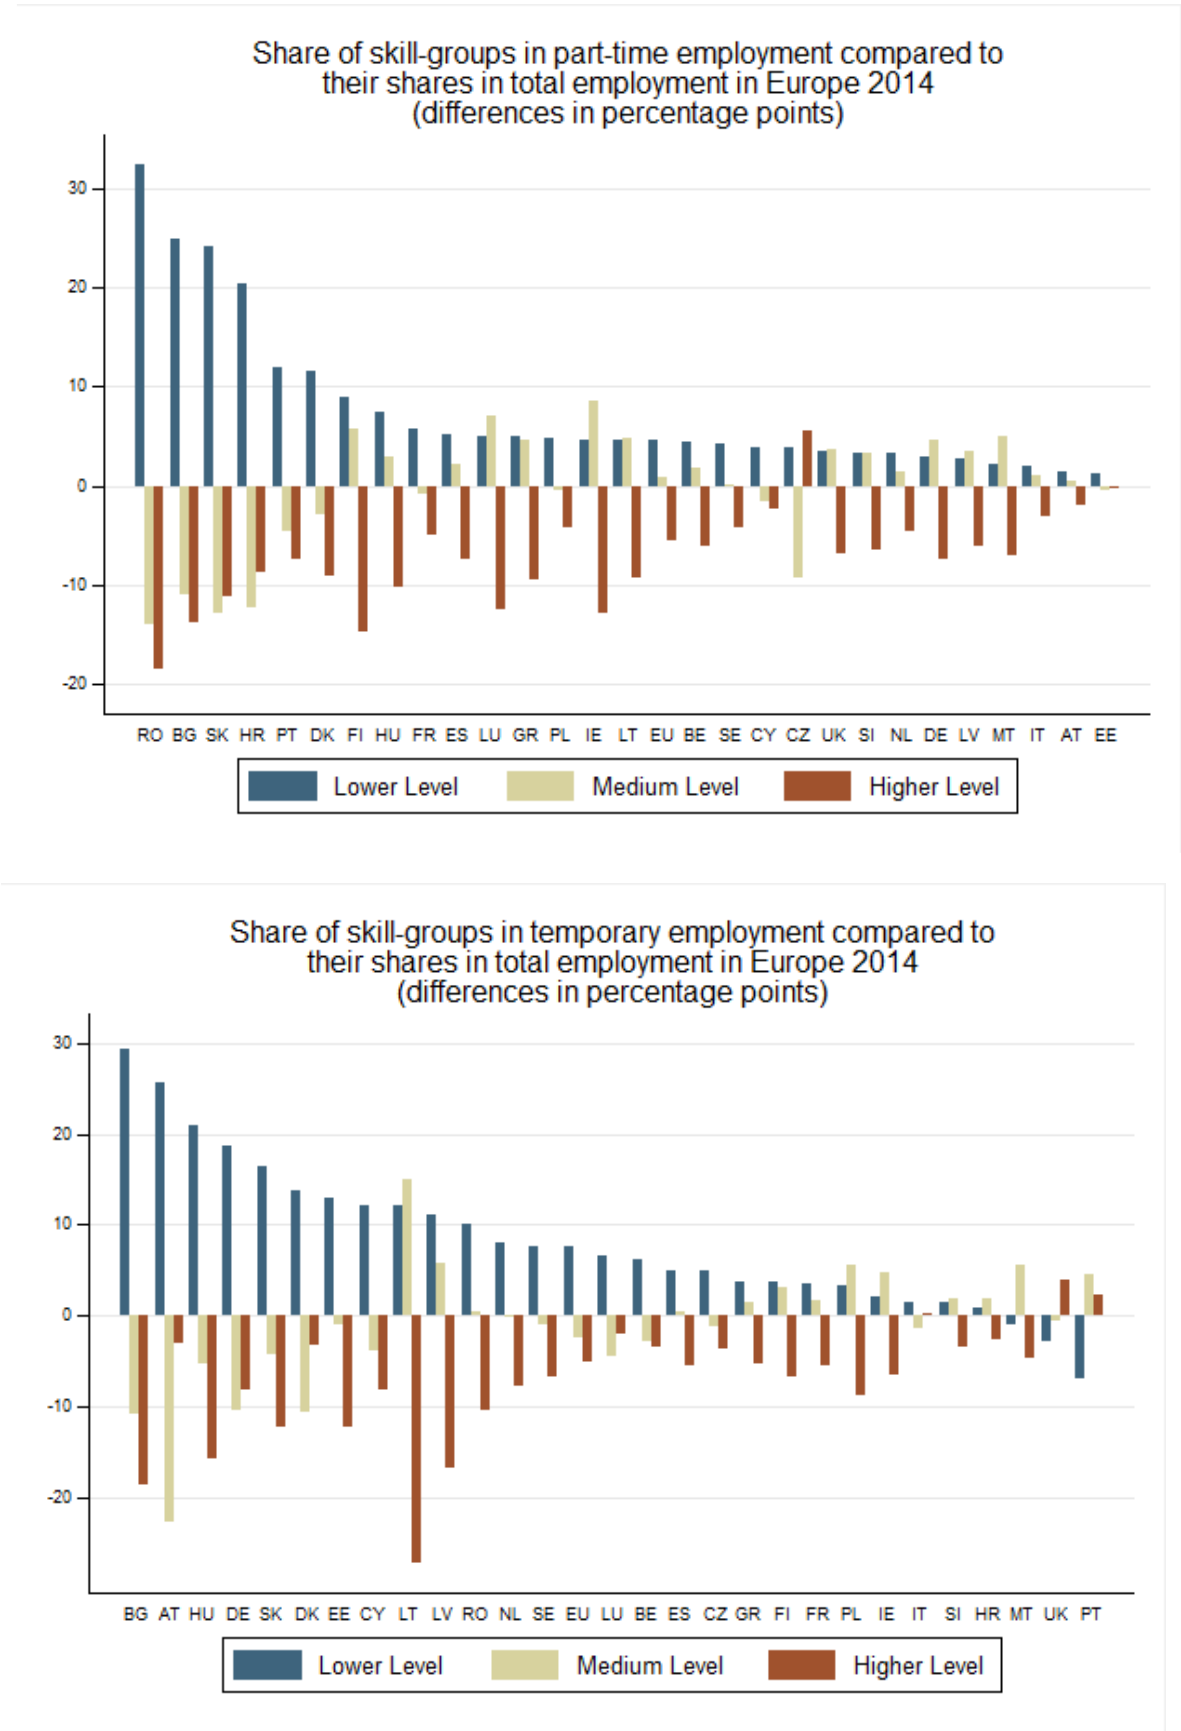 Share of skill-groups in part-time employment compared to
their shares in total employment in Europe 2014
(differences in percentage points)
30
20
10
0
-10
-20
RO BG SK HR PT DK FI HU FR ES LU GR PL IE LT EU BE SE CY CZ UK SI NL DE LV MT IT AT EE
Lower Level Medium Level Higher Level
Share of skill-groups in temporary employment compared to
their shares in total employment in Europe 2014
(differences in percentage points)
30
20
10
0
-10
-20
BG AT HU DE SK DK EE CY LT LV RO NL SE EU LU BE ES CZ GR FI FR PL IE IT SI HR MT UK PT
Lower Level Medium Level Higher Level